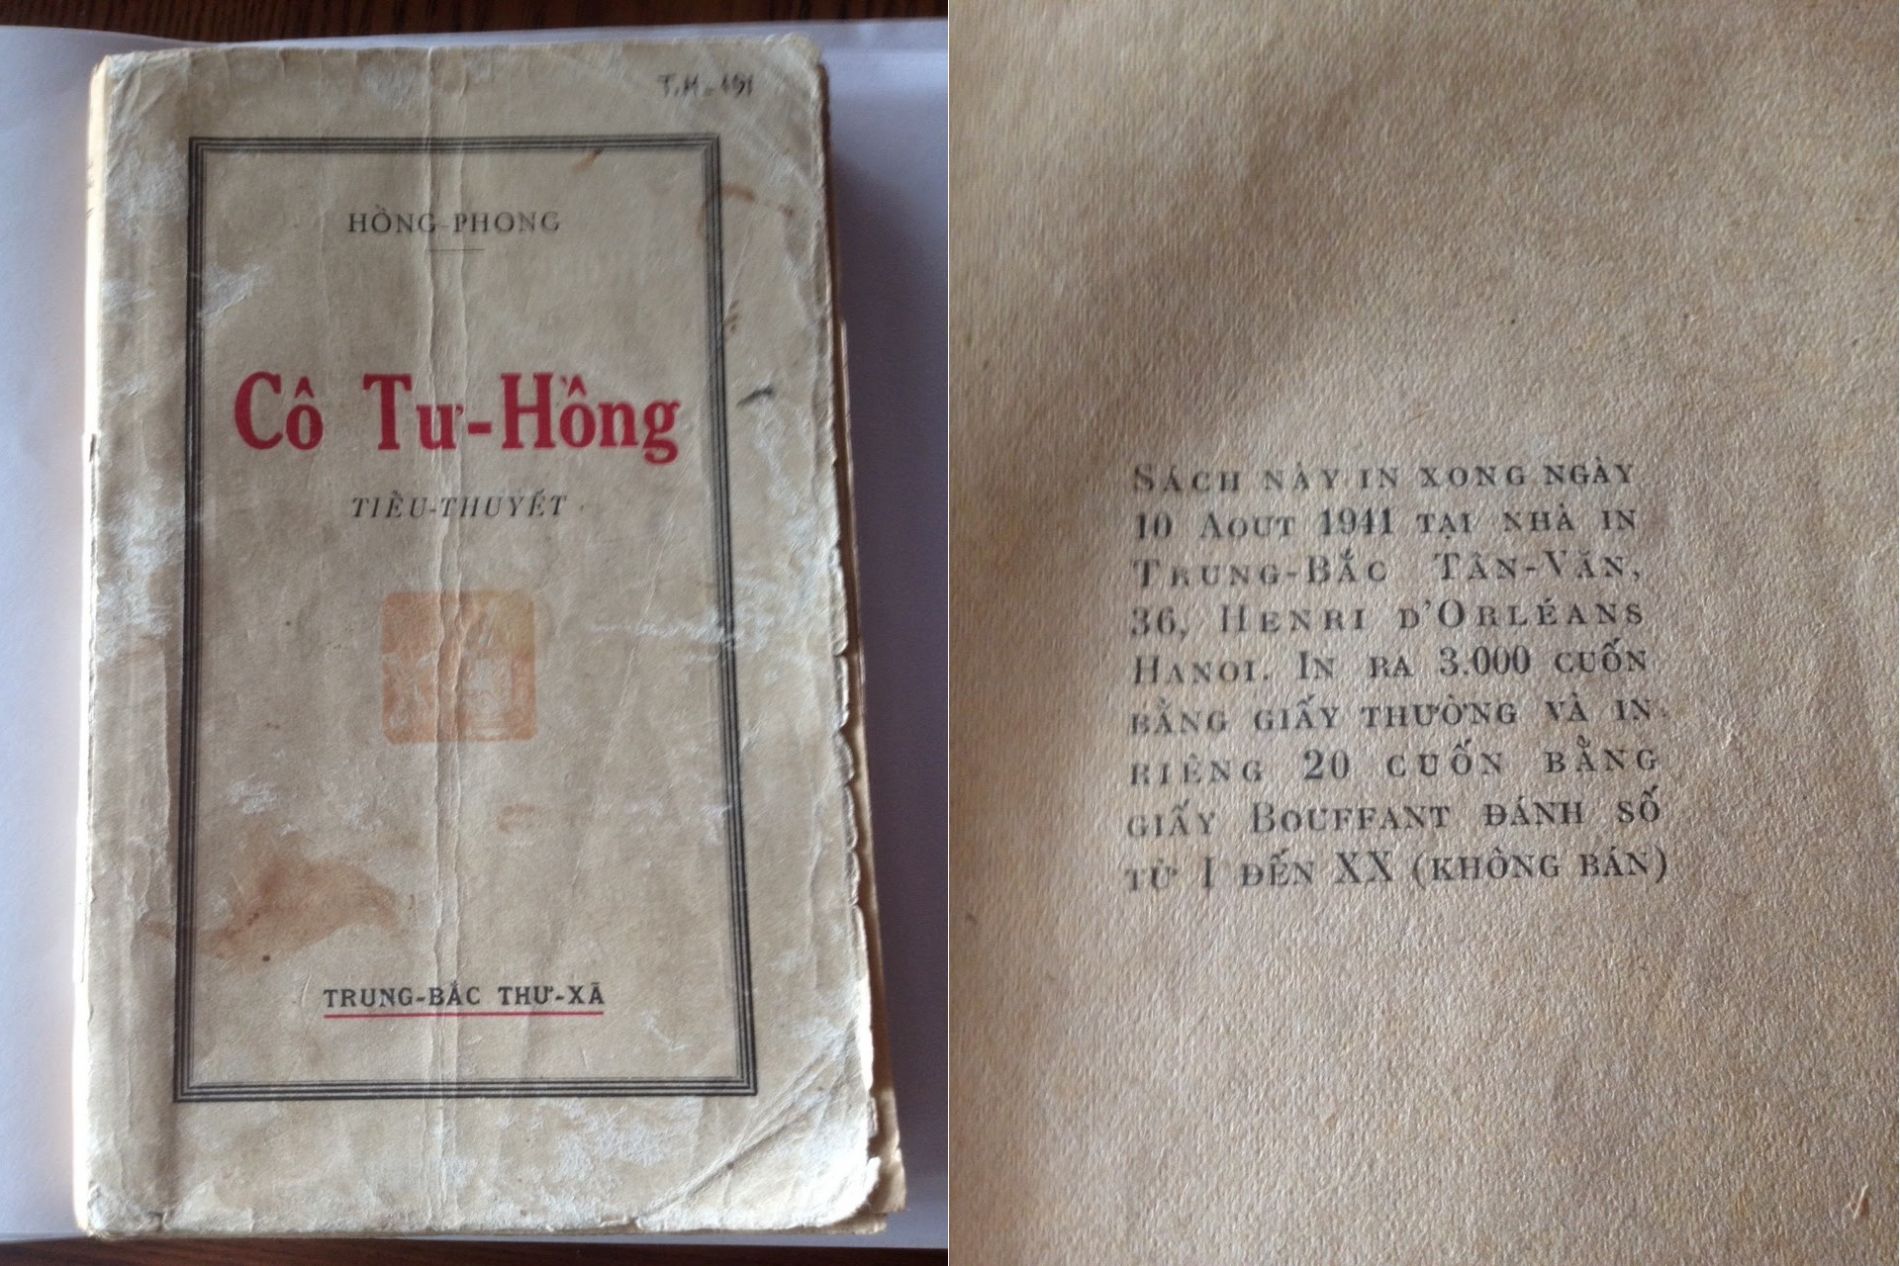 T.H-151
HỒNG-PHONG
Cô Tư-Hồng
TIỂU-THUYẾT
TRUNG-BẮC THƯ-XÃ
SÁCH NÀY IN XONG NGÀY
10 AOUT 1941 TẠI NHÀ IN
TRUNG-BẮC TÂN-VĂN,
36, HENRI D'ORLÉANS
HANOI. IN RA 3.000 CUỐN
BẰNG GIẤY THƯỜNG VÀ IN
RIÊNG 20 CUỐN BẰNG
GIẤY BOUFFANT ĐÁNH SỐ
TỪ I ĐẾN XX (KHÔNG BÁN)